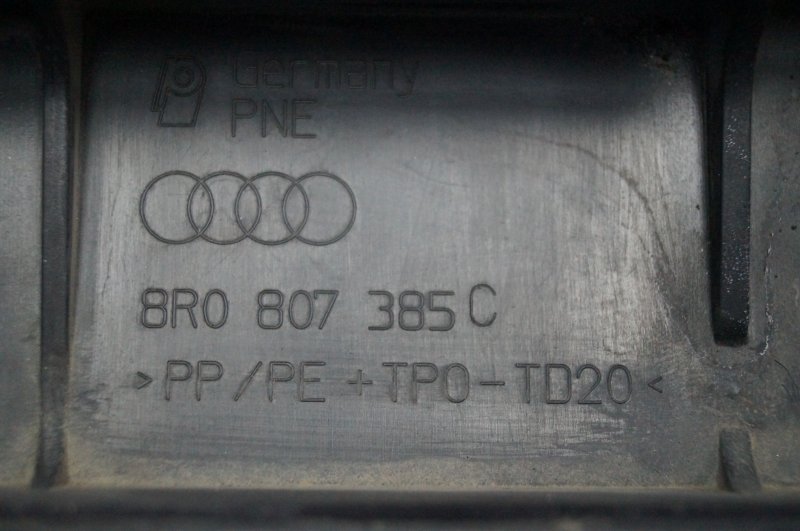 Germany
PNE
8R0 807 385 C
>PP/PE+TPO-TD20<